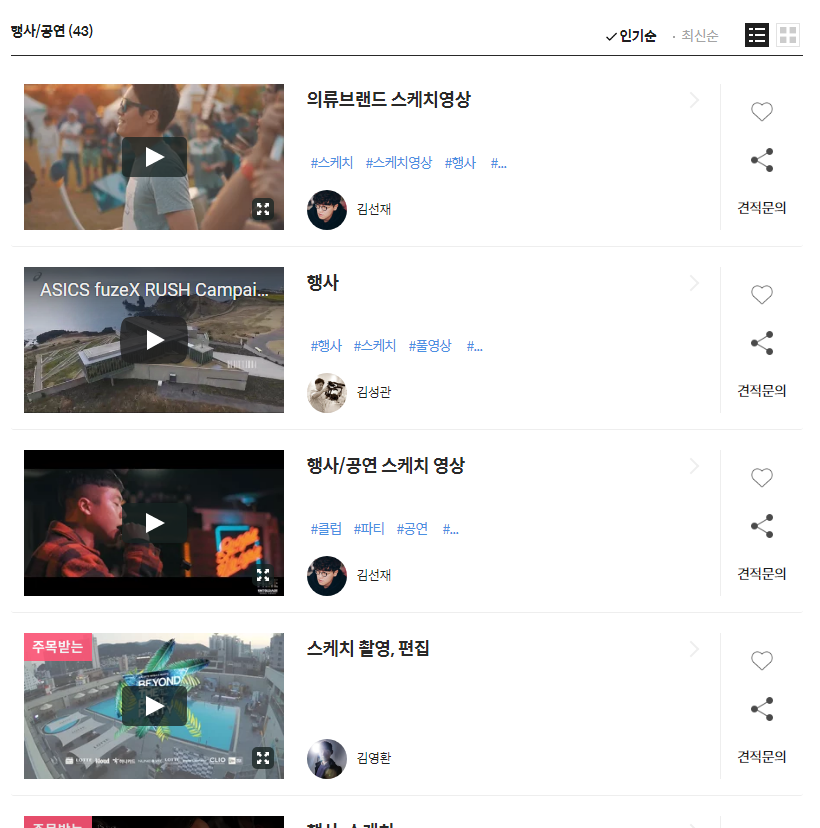 행사/공연 (43)
인기순 · 최신순
의류브랜드 스케치영상
#스케치 #스케치영상 #행사 #...
김선재
견적문의
ASICS fuzeX RUSH Campai...
행사
#행사 #스케치 #풀영상 #...
김성관
견적문의
행사/공연 스케치 영상
#클럽 #파티 #공연 #...
김선재
견적문의
주목받는
BEYOND
CLIO
스케치 촬영, 편집
김영환
견적문의
주목받는